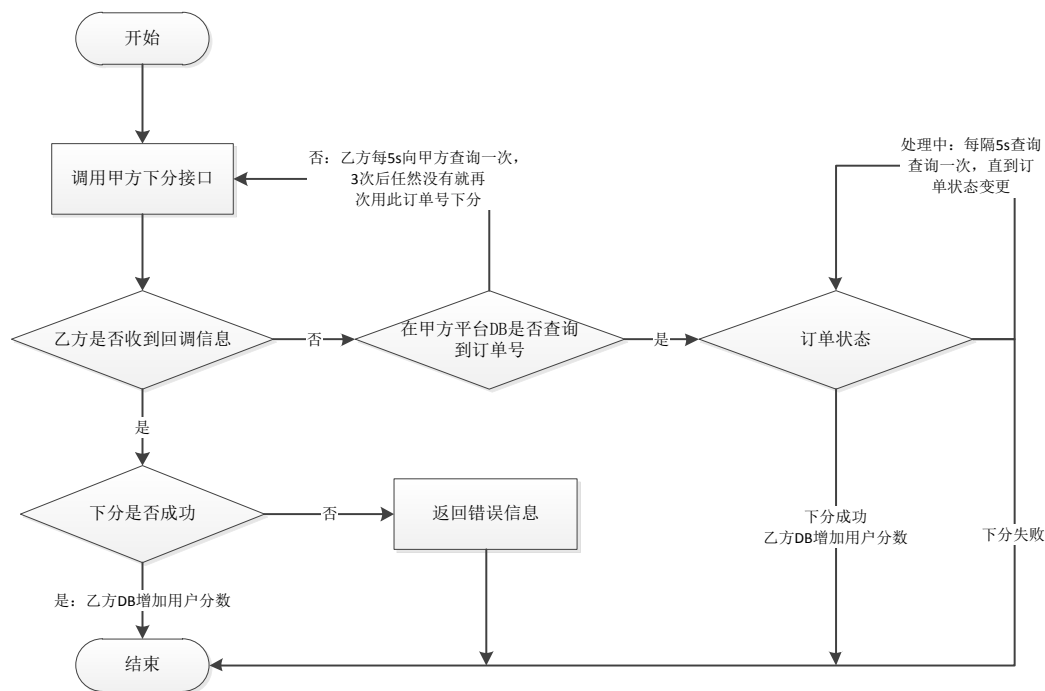 开始
调用甲方下分接口
否：乙方每5s向甲方查询一次，
3次后任然没有就再
次用此订单号下分
处理中：每隔5s查询
查询一次，直到订
单状态变更
乙方是否收到回调信息
否
在甲方平台DB是否查询
到订单号
是
订单状态
是
下分是否成功
否
返回错误信息
下分成功
乙方DB增加用户分数
下分失败
是：乙方DB增加用户分数
结束